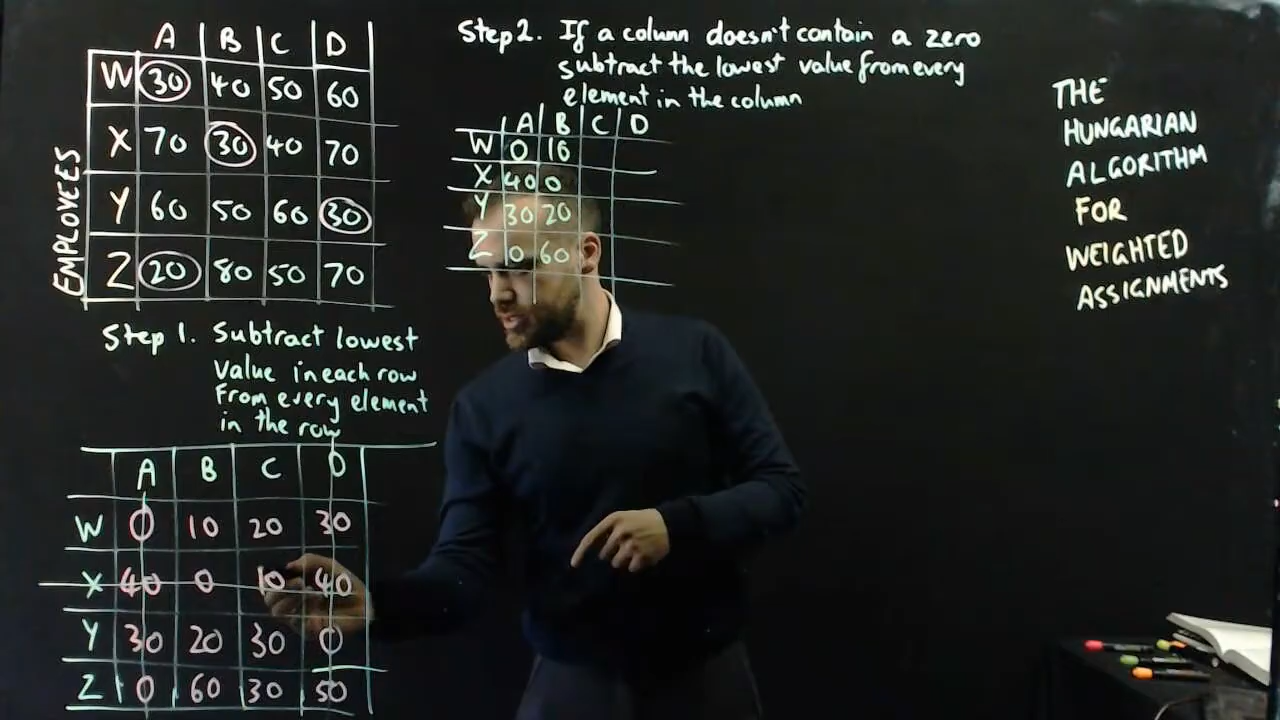 A B C D
W 30 40 50 60
X 70 30 40 70
Y 60 50 60 30
Z 20 80 50 70
EMPLOYEES
Step 1. Subtract lowest
value in each row
From every element
in the row
A B C D
W 0 10 20 30
X 40 0 10 40
Y 30 20 30 0
Z 0 60 30 50
Step 2. If a column doesn't contain a zero
subtract the lowest value from every
element in the column
A B C D
W 0 10
X 40 0
Y 30 20
Z 0 60
THE
HUNGARIAN
ALGORITHM
FOR
WEIGHTED
ASSIGNMENTS